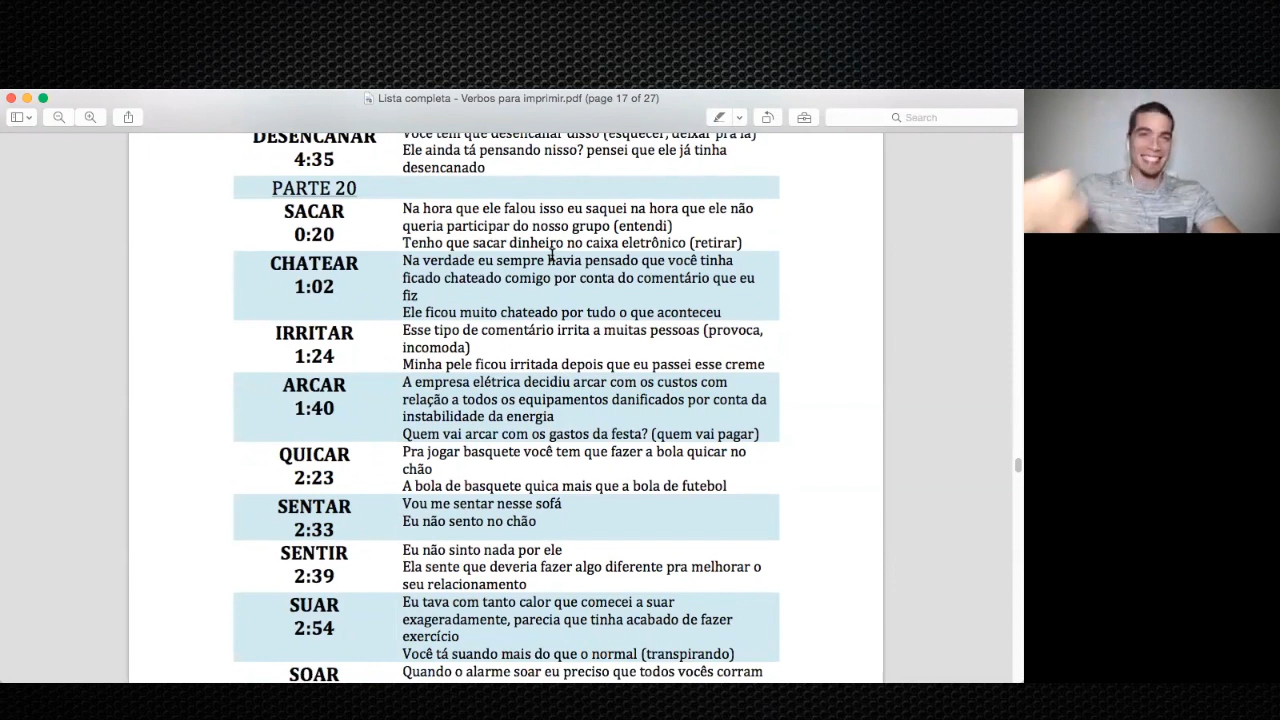 Lista completa - Verbos para imprimir.pdf (page 17 of 27)
Search
DESENCANAR
4:35
Você tem que desencanar disso (esquecer, deixar pra lá)
Ele ainda tá pensando nisso? pensei que ele já tinha
desencanado
PARTE 20
SACAR
0:20
Na hora que ele falou isso eu saquei na hora que ele não
queria participar do nosso grupo (entendi)
Tenho que sacar dinheiro no caixa eletrônico (retirar)
CHATEAR
1:02
Na verdade eu sempre havia pensado que você tinha
ficado chateado comigo por conta do comentário que eu
fiz
Ele ficou muito chateado por tudo o que aconteceu
IRRITAR
1:24
Esse tipo de comentário irrita a muitas pessoas (provoca,
incomoda)
Minha pele ficou irritada depois que eu passei esse creme
ARCAR
1:40
A empresa elétrica decidiu arcar com os custos com
relação a todos os equipamentos danificados por conta da
instabilidade da energia
Quem vai arcar com os gastos da festa? (quem vai pagar)
QUICAR
2:23
Pra jogar basquete você tem que fazer a bola quicar no
chão
A bola de basquete quica mais que a bola de futebol
SENTAR
2:33
Vou me sentar nesse sofá
Eu não sento no chão
SENTIR
2:39
Eu não sinto nada por ele
Ela sente que deveria fazer algo diferente pra melhorar o
seu relacionamento
SUAR
2:54
Eu tava com tanto calor que comecei a suar
exageradamente, parecia que tinha acabado de fazer
exercício
Você tá suando mais do que o normal (transpirando)
SOAR
Quando o alarme soar eu preciso que todos vocês corram